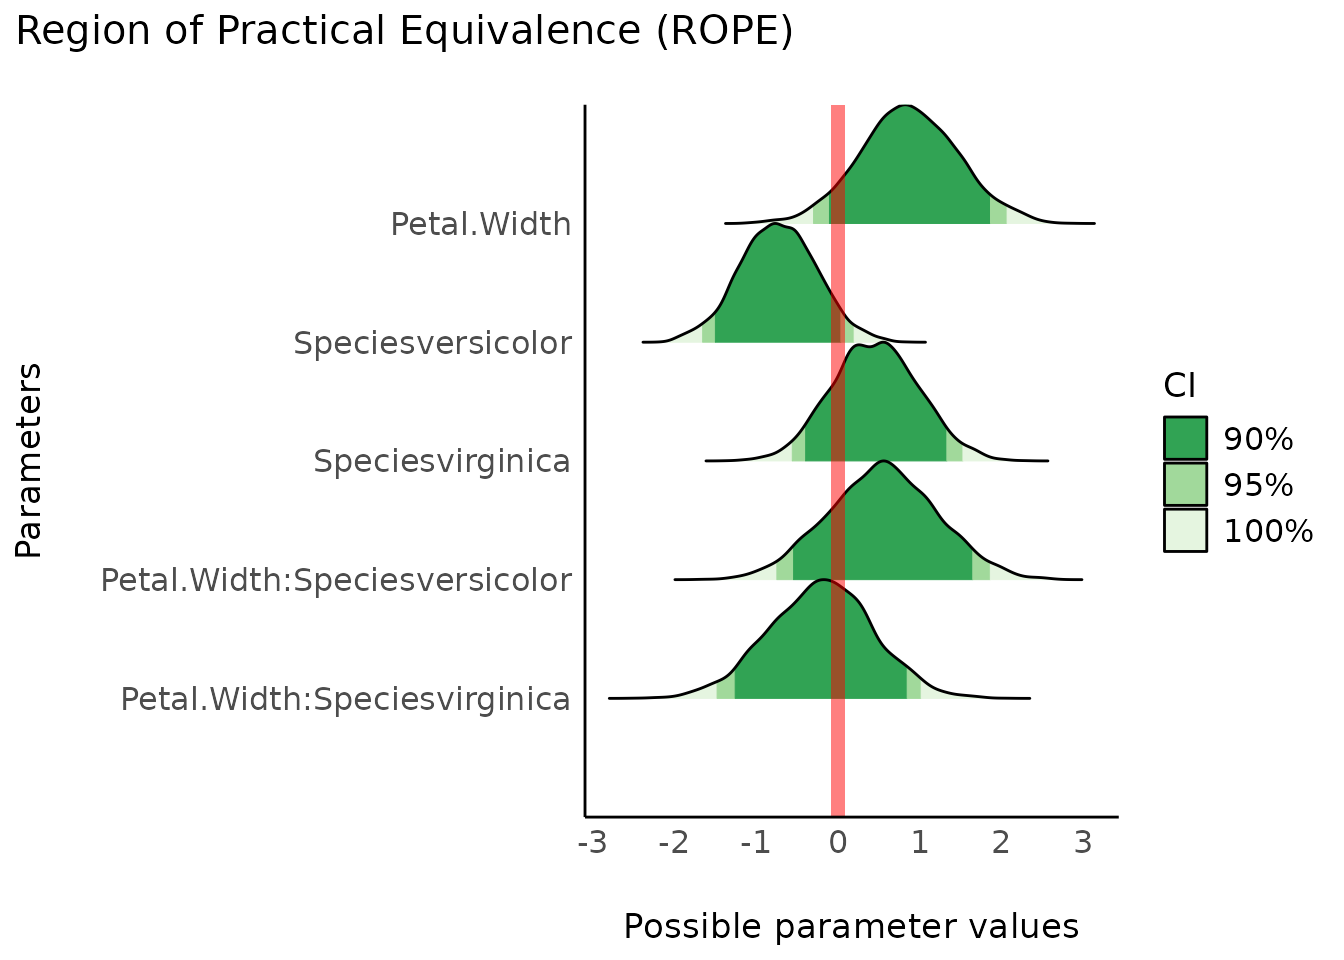 Region of Practical Equivalence (ROPE)
Petal.Width
Speciesversicolor
Speciesvirginica
Petal.Width:Speciesversicolor
Petal.Width:Speciesvirginica
Parameters
-3 -2 -1 0 1 2 3
Possible parameter values
CI
90%
95%
100%